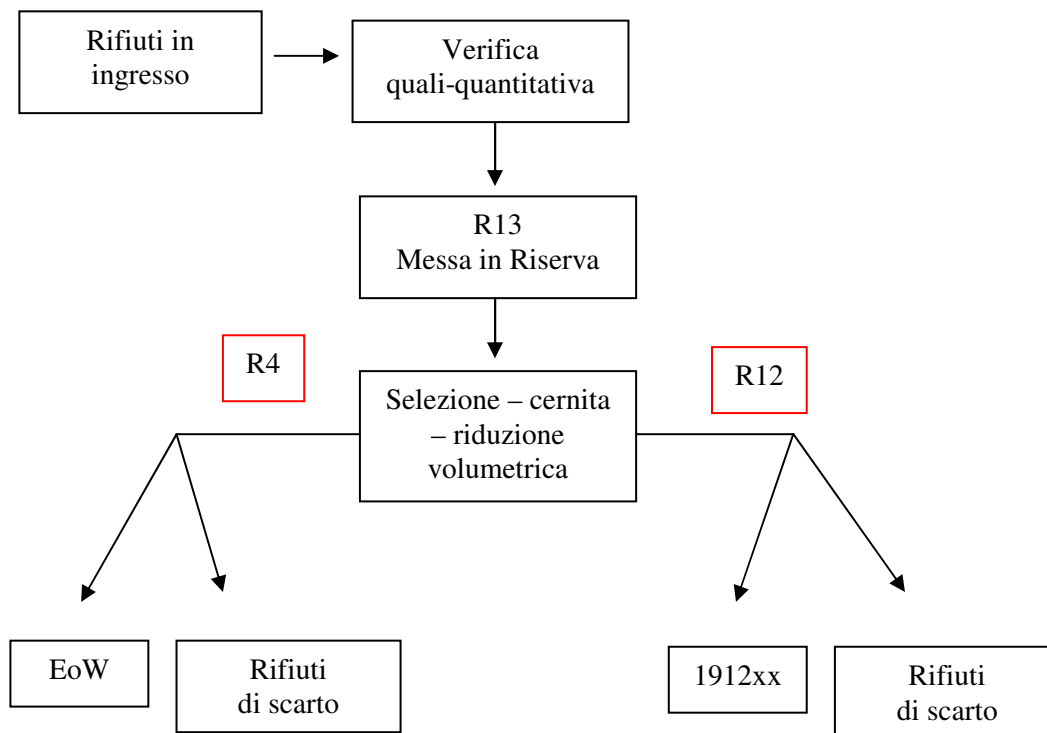 Rifiuti in
ingresso
Verifica
quali-quantitativa
R13
Messa in Riserva
R4
R12
Selezione – cernita
– riduzione
volumetrica
EoW
Rifiuti
di scarto
1912xx
Rifiuti
di scarto